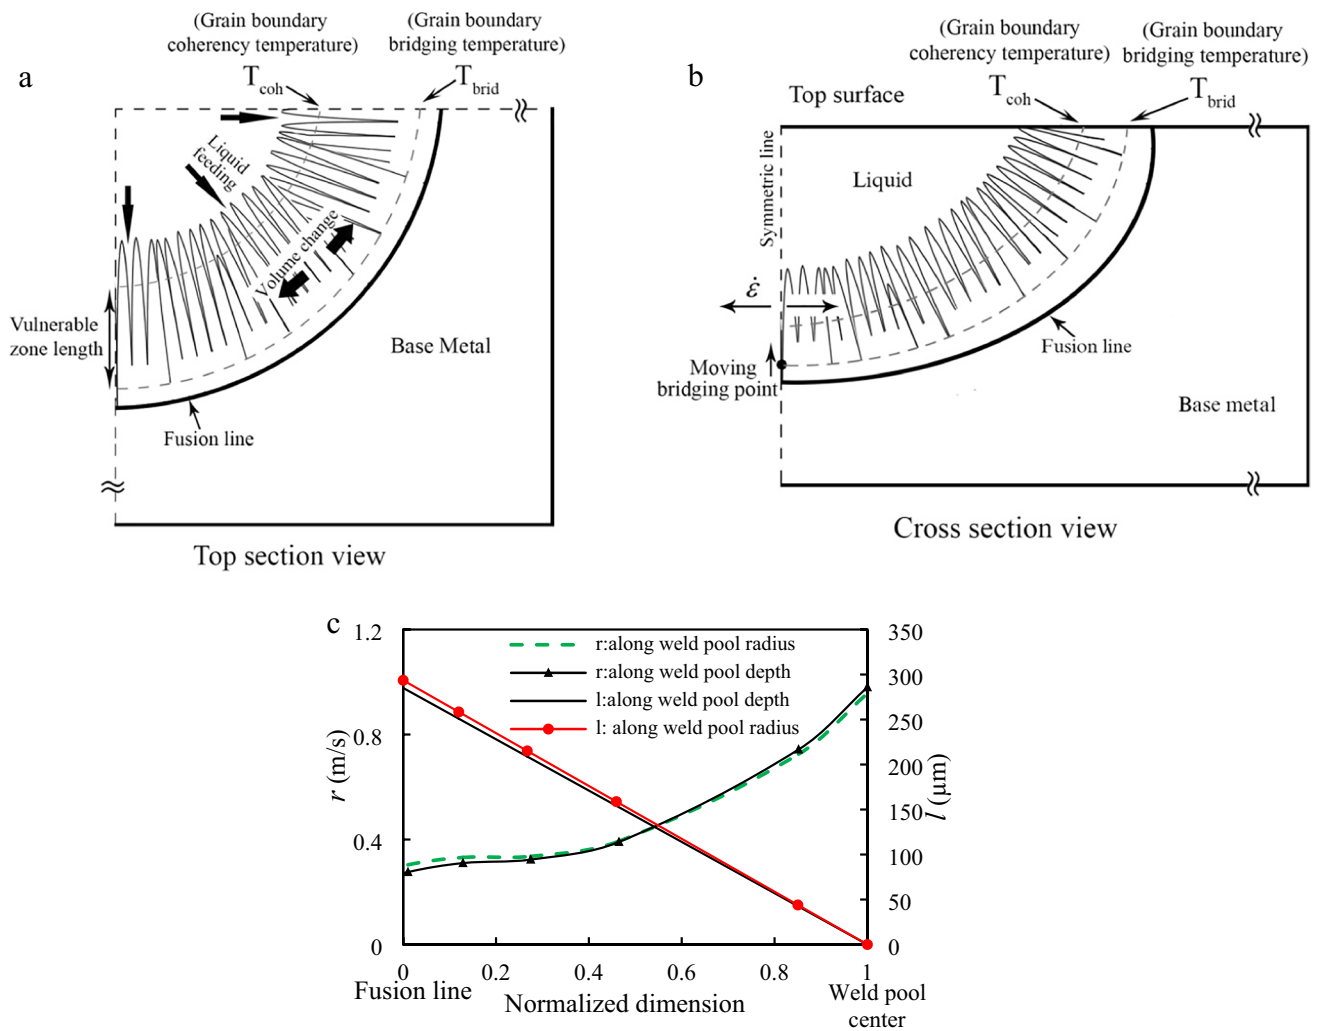 a
(Grain boundary
coherency temperature)
T coh
(Grain boundary
bridging temperature)
T brid
Liquid
feeding
Volume change
Vulnerable
zone length
Base Metal
Fusion line
Top section view
b
(Grain boundary
coherency temperature)
T coh
(Grain boundary
bridging temperature)
T brid
Top surface
Symmetric line
Liquid
ε̇
Moving
bridging point
Fusion line
Base metal
Cross section view
c
r:along weld pool radius
r:along weld pool depth
l:along weld pool depth
l: along weld pool radius
1.2
0.8
0.4
0
r (m/s)
350
300
250
200
150
100
50
0
l (µm)
0 0.2 0.4 0.6 0.8 1
Fusion line
Normalized dimension
Weld pool
center